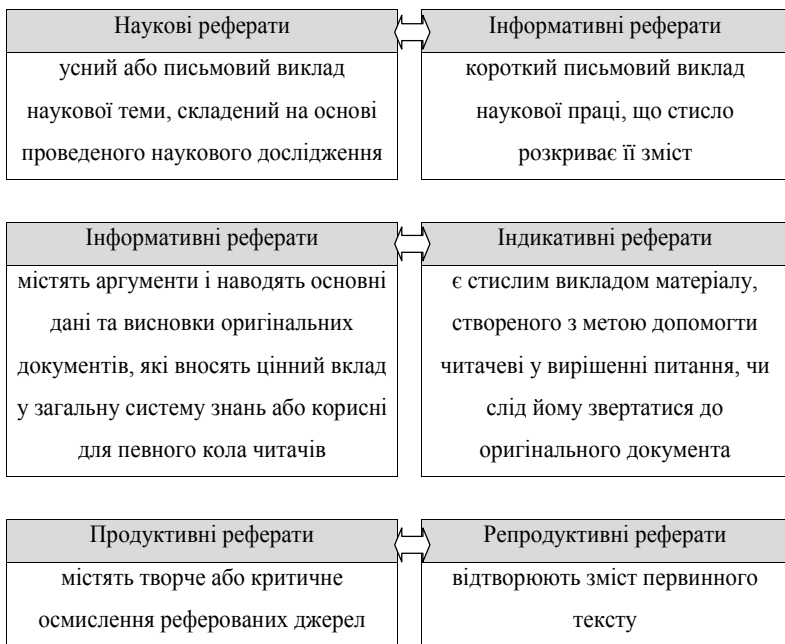 Наукові реферати
усний або письмовий виклад
наукової теми, складений на основі
проведеного наукового дослідження
Інформативні реферати
короткий письмовий виклад
наукової праці, що стисло
розкриває її зміст
Інформативні реферати
містять аргументи і наводять основні
дані та висновки оригінальних
документів, які вносять цінний вклад
у загальну систему знань або корисні
для певного кола читачів
Індикативні реферати
є стислим викладом матеріалу,
створеного з метою допомогти
читачеві у вирішенні питання, чи
слід йому звертатися до
оригінального документа
Продуктивні реферати
містять творче або критичне
осмислення реферованих джерел
Репродуктивні реферати
відтворюють зміст первинного
тексту